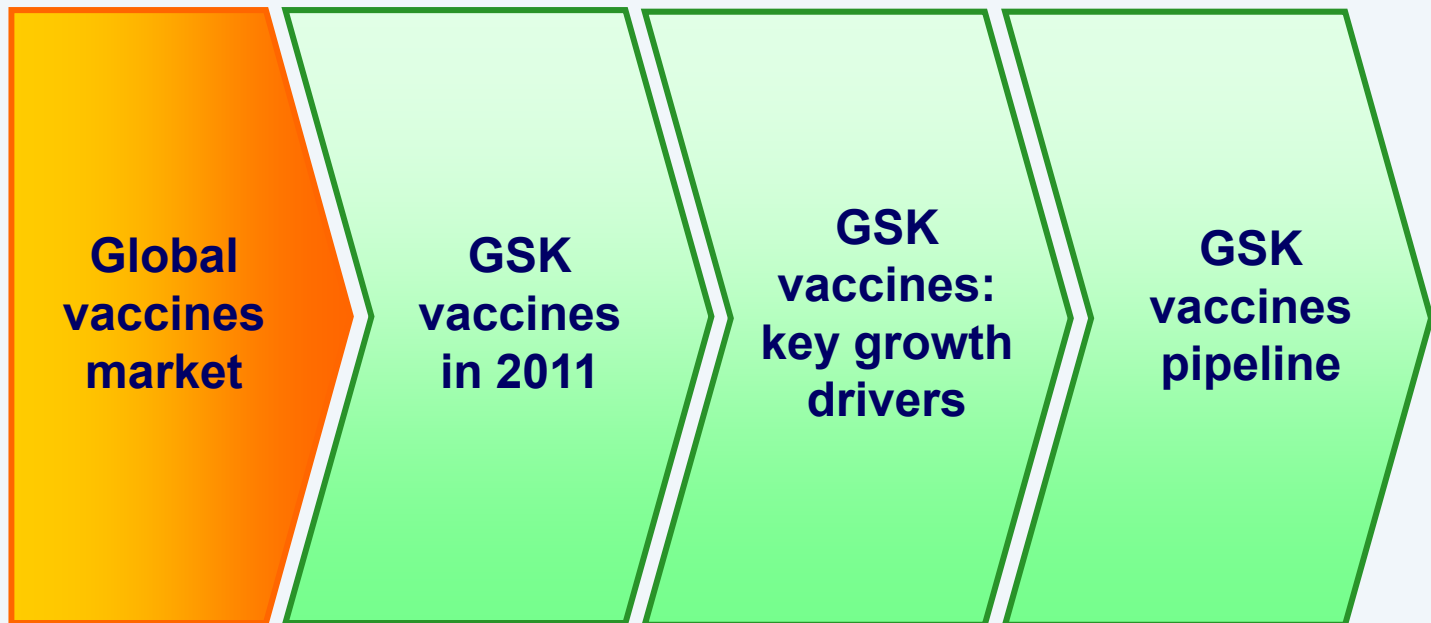 Global
vaccines
market
GSK
vaccines
in 2011
GSK
vaccines:
key growth
drivers
GSK
vaccines
pipeline